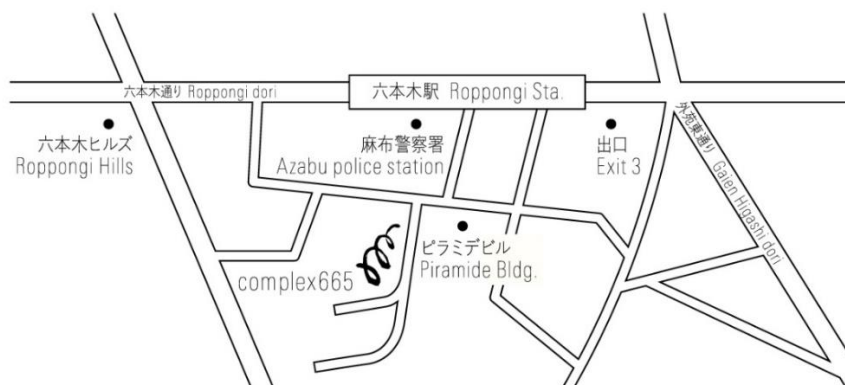 六本木通り Roppongi dori
六本木駅 Roppongi Sta.
六本木ヒルズ
Roppongi Hills
麻布警察署
Azabu police station
出口
Exit 3
外苑東通り Gaien Higashi dori
complex665
ピラミデビル
Piramide Bldg.